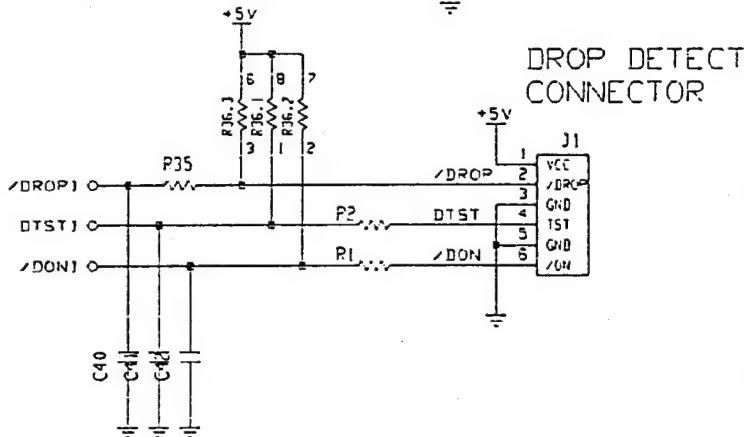 +5V
DROP DETECT
CONNECTOR
6 8 7
R36.3 R36.1 R36.2
3 1 2
+5V
J1
1 VCC
/DROP1 R35 /DROP 2 /DROP
3 GND
DTST1 R2 DTST 4 TST
5 GND
/DON1 R1 /DON 6 /ON
C40 C41 C42